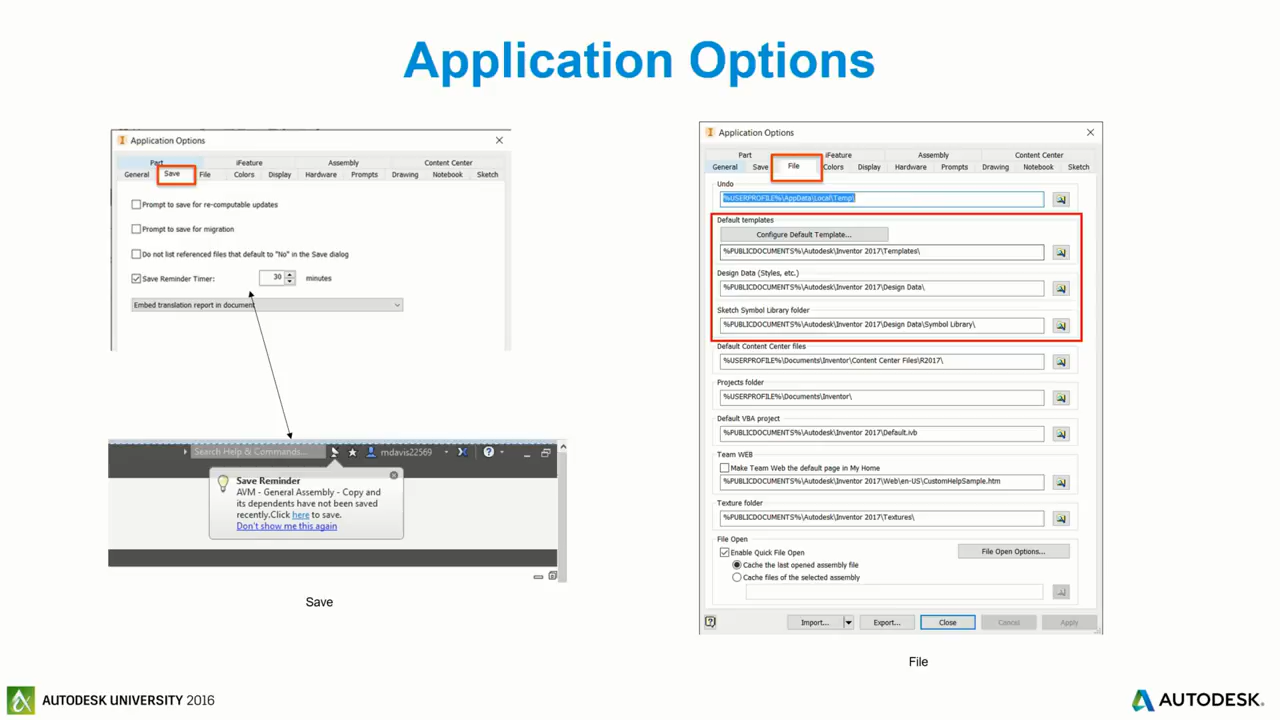 Application Options
Application Options
Part iFeature Assembly Content Center
General Save File Colors Display Hardware Prompts Drawing Notebook Sketch
Prompt to save for re-computable updates
Prompt to save for migration
Do not list referenced files that default to "No" in the Save dialog
Save Reminder Timer: 30 minutes
Embed translation report in document
Search Help & Commands... mdavis22569
Save Reminder
AVM - General Assembly - Copy and
its dependents have not been saved
recently.Click here to save.
Don't show me this again
Save
Application Options
Part iFeature Assembly Content Center
General Save File Colors Display Hardware Prompts Drawing Notebook Sketch
Undo
%USERPROFILE%\AppData\Local\Temp\
Default templates
Configure Default Template...
%PUBLICDOCUMENTS%\Autodesk\Inventor 2017\Templates\
Design Data (Styles, etc.)
%PUBLICDOCUMENTS%\Autodesk\Inventor 2017\Design Data\
Sketch Symbol Library folder
%PUBLICDOCUMENTS%\Autodesk\Inventor 2017\Design Data\Symbol Library\
Default Content Center files
%USERPROFILE%\Documents\Inventor\Content Center Files\R2017\
Projects folder
%USERPROFILE%\Documents\Inventor\
Default VBA project
%PUBLICDOCUMENTS%\Autodesk\Inventor 2017\Default.ivb
Team WEB
Make Team Web the default page in My Home
%PUBLICDOCUMENTS%\Autodesk\Inventor 2017\Web\en-US\CustomHelpSample.htm
Texture folder
%PUBLICDOCUMENTS%\Autodesk\Inventor 2017\Textures\
File Open
Enable Quick File Open File Open Options...
Cache the last opened assembly file
Cache files of the selected assembly
Import... Export... Close Cancel Apply
File
AUTODESK UNIVERSITY 2016
AUTODESK.